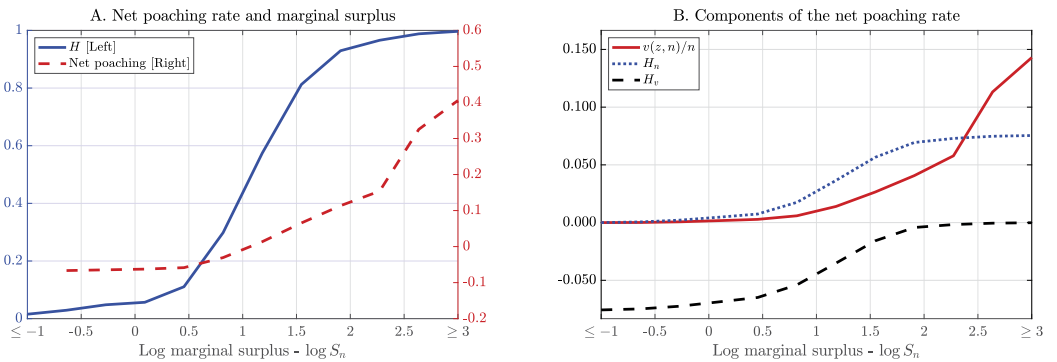 A. Net poaching rate and marginal surplus
H [Left]
Net poaching [Right]
1
0.8
0.6
0.4
0.2
0
0.6
0.5
0.4
0.3
0.2
0.1
0
-0.1
-0.2
≤ −1 -0.5 0 0.5 1 1.5 2 2.5 ≥ 3
Log marginal surplus - log Sₙ
B. Components of the net poaching rate
v(z, n)/n
Hₙ
Hᵥ
0.150
0.100
0.050
0.000
-0.050
≤ −1 -0.5 0 0.5 1 1.5 2 2.5 ≥ 3
Log marginal surplus - log Sₙ